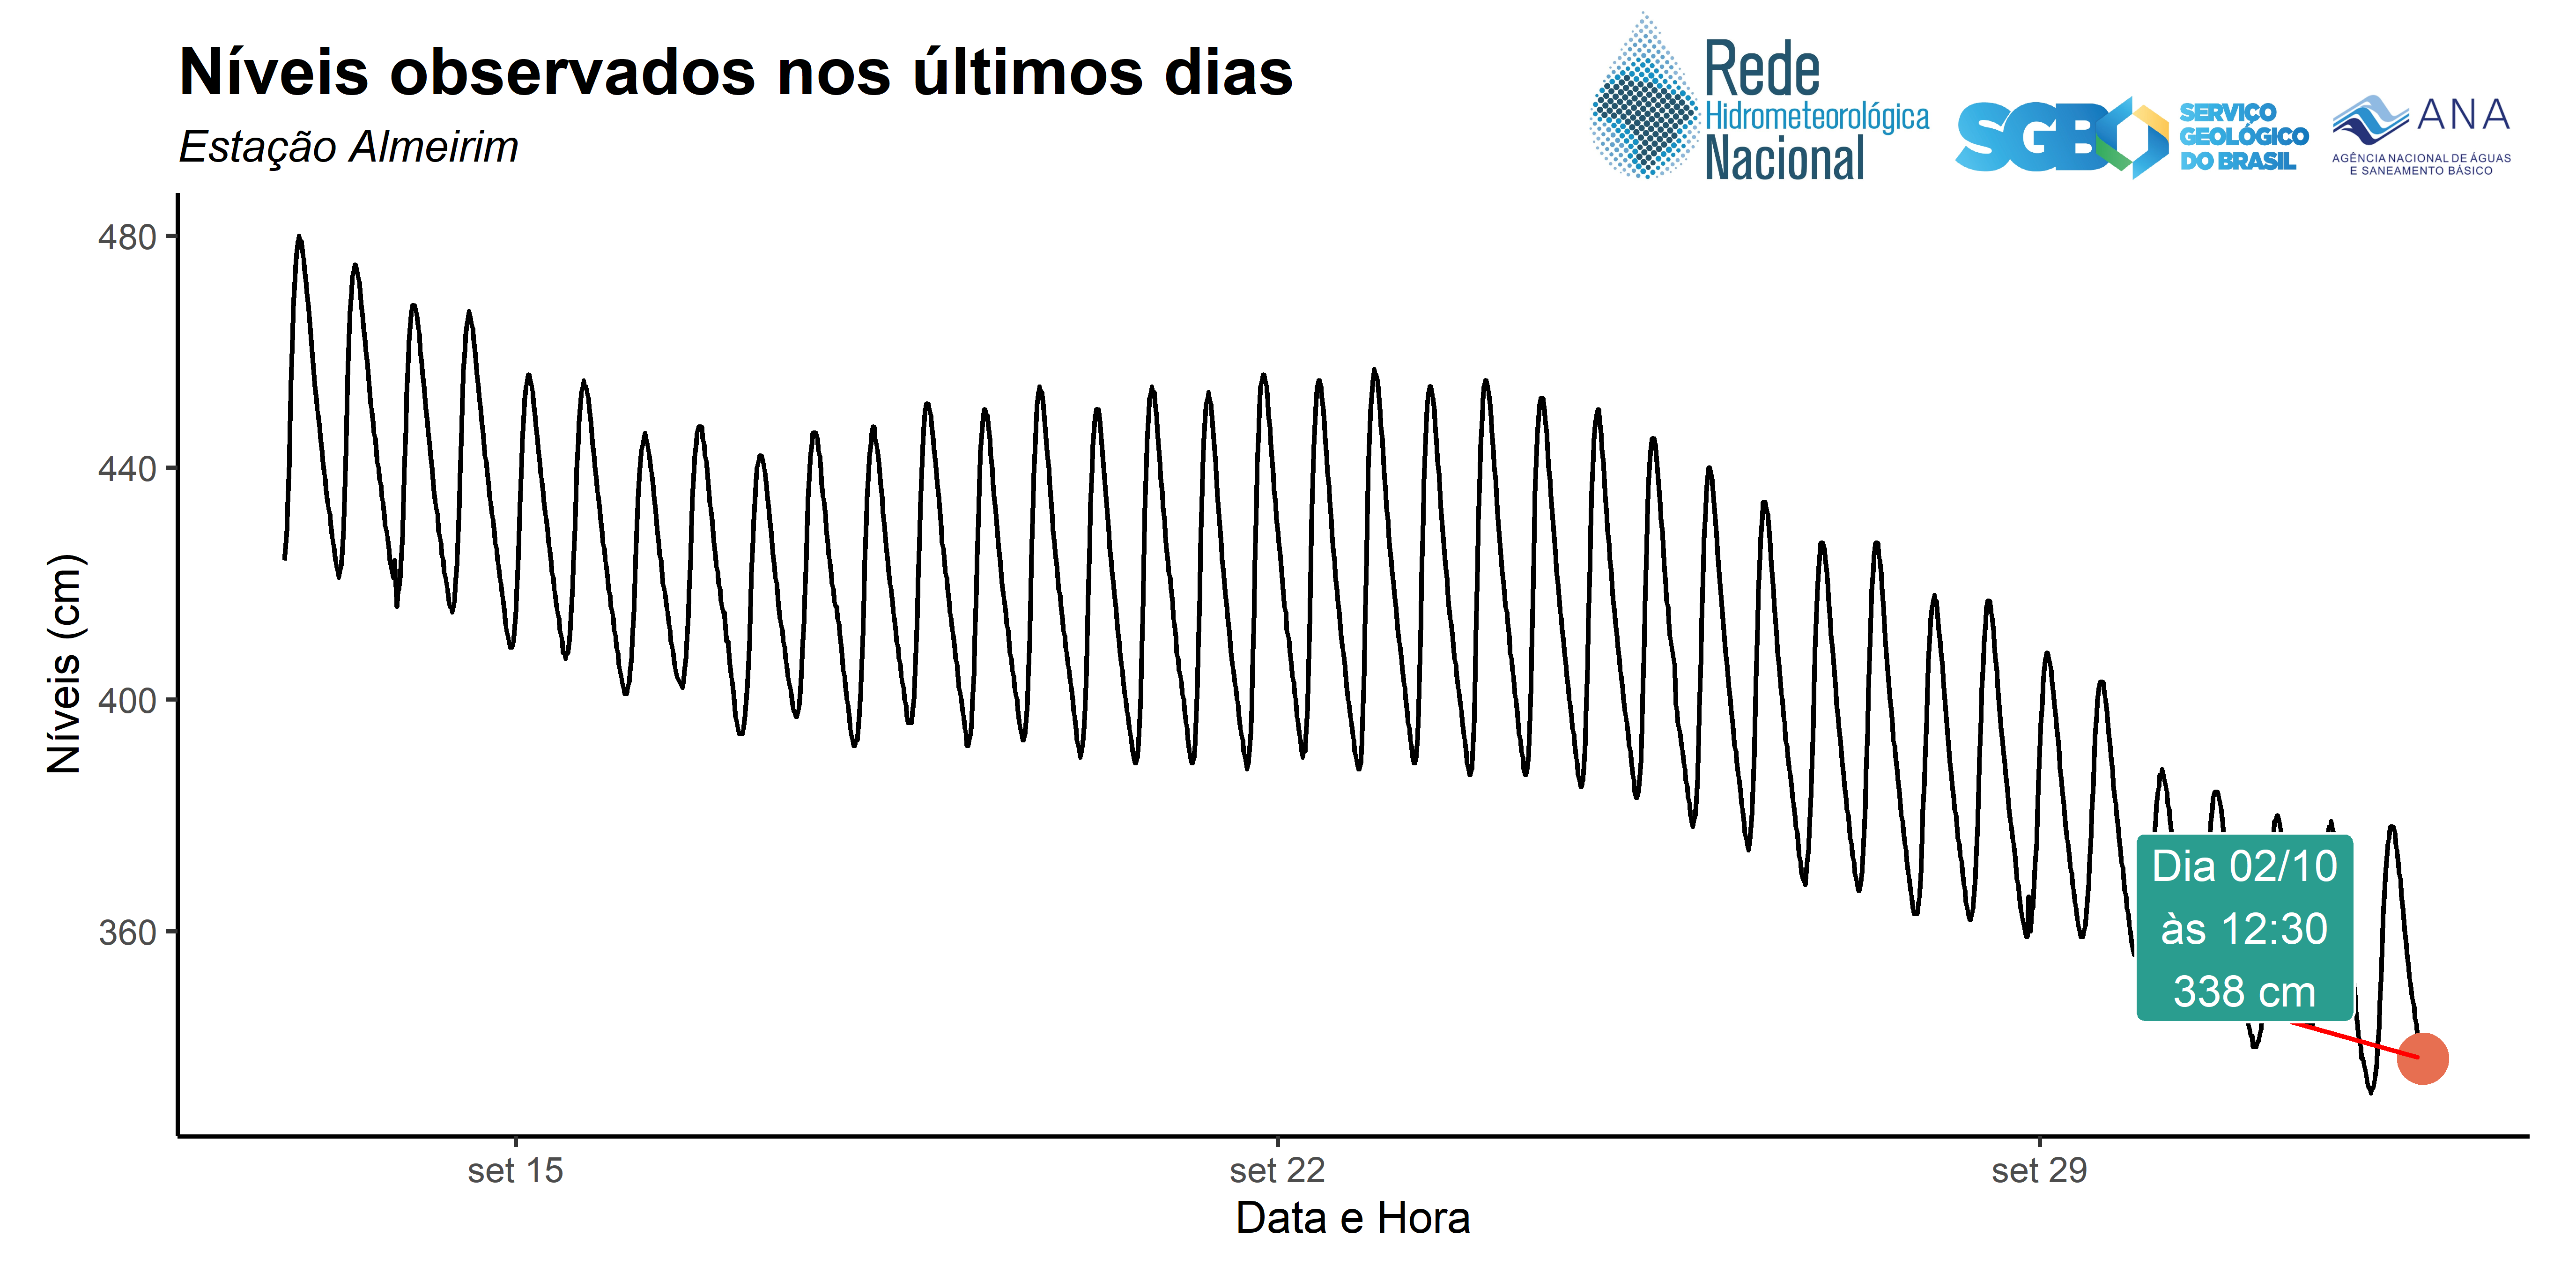 Níveis observados nos últimos dias
Estação Almeirim
Rede
Hidrometeorológica
Nacional
SGB
SERVIÇO
GEOLÓGICO
DO BRASIL
ANA
AGÊNCIA NACIONAL DE ÁGUAS
E SANEAMENTO BÁSICO
Níveis (cm)
480
440
400
360
Dia 02/10
às 12:30
338 cm
set 15
set 22
set 29
Data e Hora